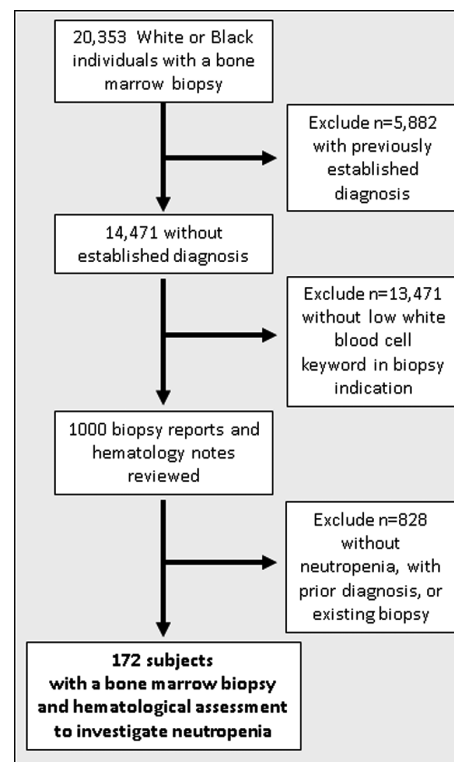 20,353 White or Black
individuals with a bone
marrow biopsy
Exclude n=5,882
with previously
established
diagnosis
14,471 without
established diagnosis
Exclude n=13,471
without low white
blood cell
keyword in biopsy
indication
1000 biopsy reports and
hematology notes
reviewed
Exclude n=828
without
neutropenia, with
prior diagnosis, or
existing biopsy
172 subjects
with a bone marrow biopsy
and hematological assessment
to investigate neutropenia